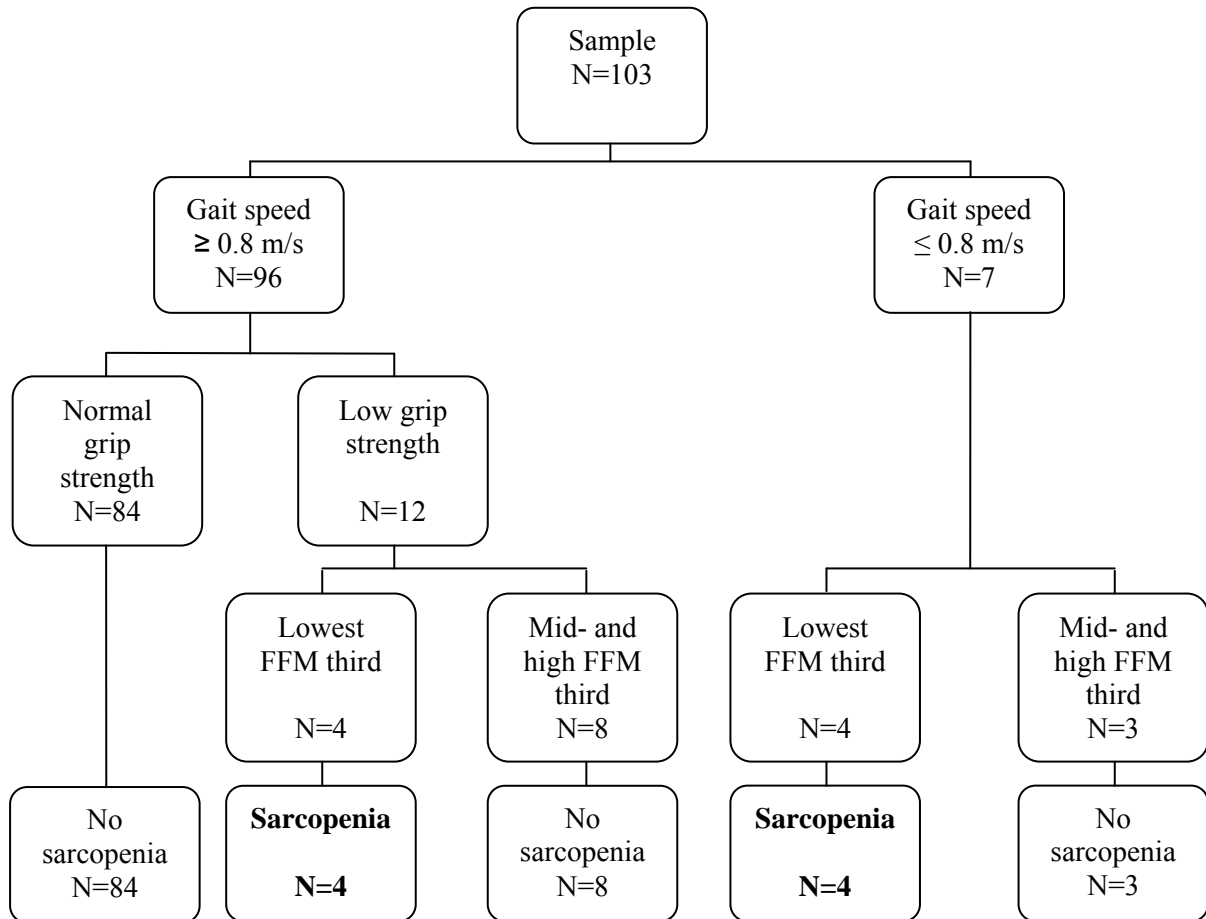 Sample
N=103
Gait speed
≥ 0.8 m/s
N=96
Gait speed
≤ 0.8 m/s
N=7
Normal
grip
strength
N=84
Low grip
strength
N=12
Lowest
FFM third
N=4
Mid- and
high FFM
third
N=8
Lowest
FFM third
N=4
Mid- and
high FFM
third
N=3
No
sarcopenia
N=84
Sarcopenia
N=4
No
sarcopenia
N=8
Sarcopenia
N=4
No
sarcopenia
N=3